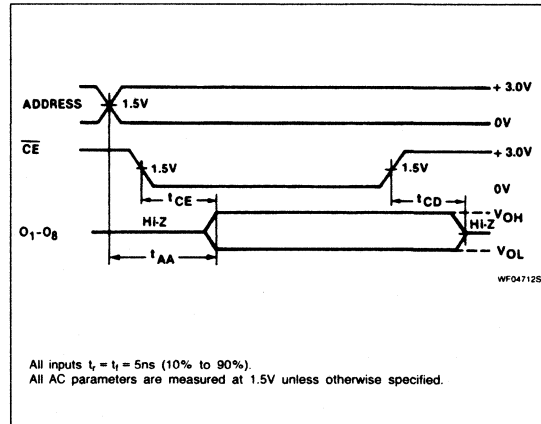 + 3.0V
ADDRESS
1.5V
0V
CE
+ 3.0V
1.5V
1.5V
0V
tCE
tCD
VOH
Hi-Z
Hi-Z
O1-O8
tAA
VOL
WF04712S
All inputs tr = tf = 5ns (10% to 90%).
All AC parameters are measured at 1.5V unless otherwise specified.